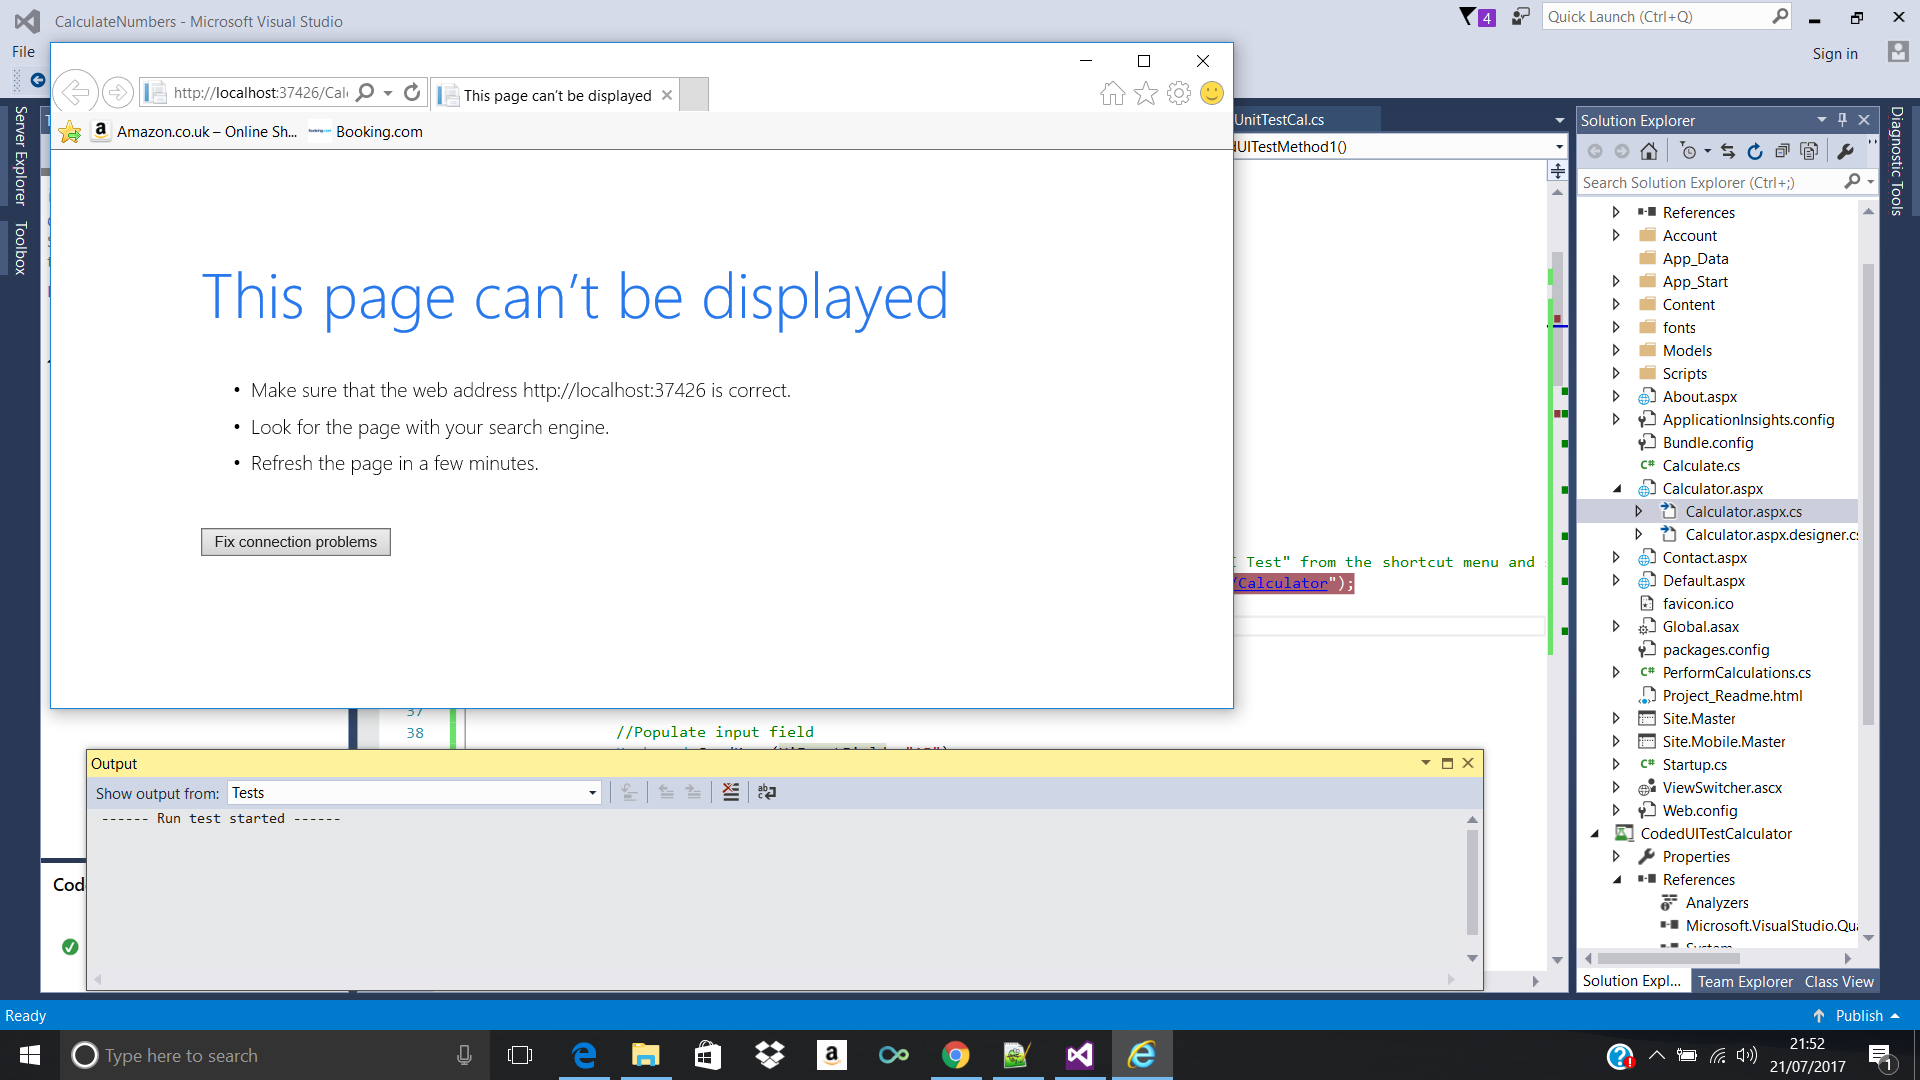 CalculateNumbers - Microsoft Visual Studio
4
Quick Launch (Ctrl+Q)
File
Sign in
http://localhost:37426/Cal
This page can't be displayed
Amazon.co.uk – Online Sh...
Booking.com
Server Explorer
Toolbox
This page can't be displayed
• Make sure that the web address http://localhost:37426 is correct.
• Look for the page with your search engine.
• Refresh the page in a few minutes.
Fix connection problems
UnitTestCal.cs
dUITestMethod1()
I Test" from the shortcut menu and
/Calculator");
37
38
//Populate input field
Output
Show output from:
Tests
------ Run test started ------
Cod
Solution Explorer
Search Solution Explorer (Ctrl+;)
References
Account
App_Data
App_Start
Content
fonts
Models
Scripts
About.aspx
ApplicationInsights.config
Bundle.config
C# Calculate.cs
Calculator.aspx
Calculator.aspx.cs
Calculator.aspx.designer.cs
Contact.aspx
Default.aspx
favicon.ico
Global.asax
packages.config
C# PerformCalculations.cs
Project_Readme.html
Site.Master
Site.Mobile.Master
C# Startup.cs
ViewSwitcher.ascx
Web.config
CodedUITestCalculator
Properties
References
Analyzers
Microsoft.VisualStudio.Qu
System
Solution Expl...
Team Explorer
Class View
Diagnostic Tools
Ready
Publish
Type here to search
21:52
21/07/2017
1